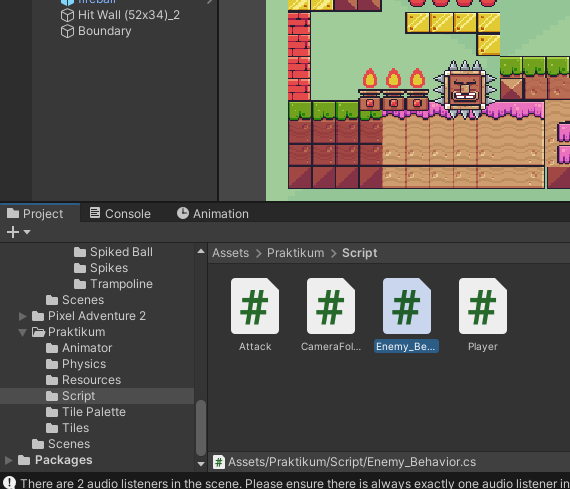 fireball
Hit Wall (52x34)_2
Boundary
Project
Console
Animation
Spiked Ball
Spikes
Trampoline
Scenes
Pixel Adventure 2
Praktikum
Animator
Physics
Resources
Script
Tile Palette
Tiles
Scenes
Packages
Assets > Praktikum > Script
Attack
CameraFol...
Enemy_Be...
Player
Assets/Praktikum/Script/Enemy_Behavior.cs
There are 2 audio listeners in the scene. Please ensure there is always exactly one audio listener in